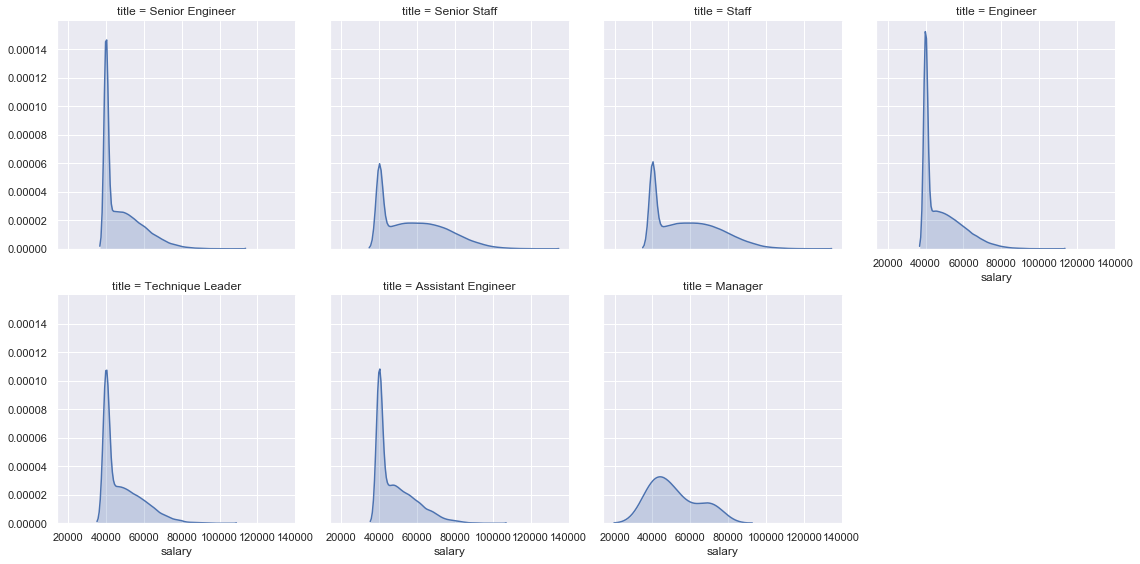 title = Senior Engineer
title = Senior Staff
title = Staff
title = Engineer
0.00014
0.00012
0.00010
0.00008
0.00006
0.00004
0.00002
0.00000
20000 40000 60000 80000 100000 120000 140000
salary
title = Technique Leader
title = Assistant Engineer
title = Manager
0.00014
0.00012
0.00010
0.00008
0.00006
0.00004
0.00002
0.00000
20000 40000 60000 80000 100000 120000 140000
20000 40000 60000 80000 100000 120000 140000
20000 40000 60000 80000 100000 120000 140000
salary
salary
salary